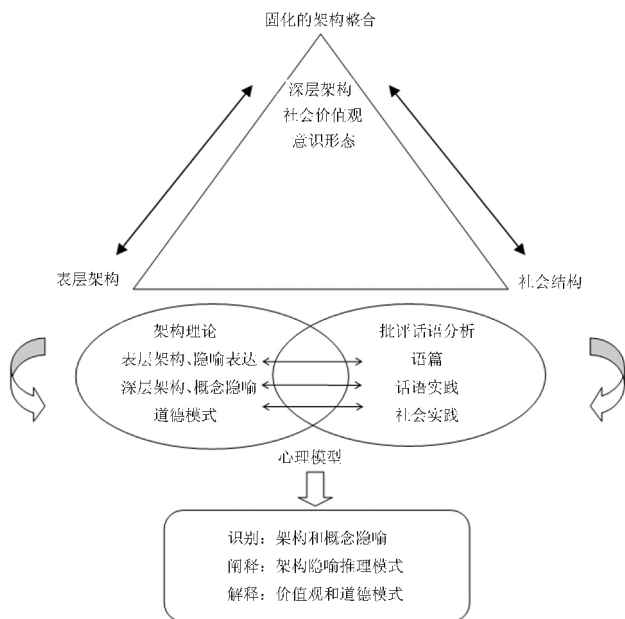 固化的架构整合
深层架构
社会价值观
意识形态
表层架构
社会结构
架构理论
批评话语分析
表层架构、隐喻表达
语篇
深层架构、概念隐喻
话语实践
道德模式
社会实践
心理模型
识别：架构和概念隐喻
阐释：架构隐喻推理模式
解释：价值观和道德模式